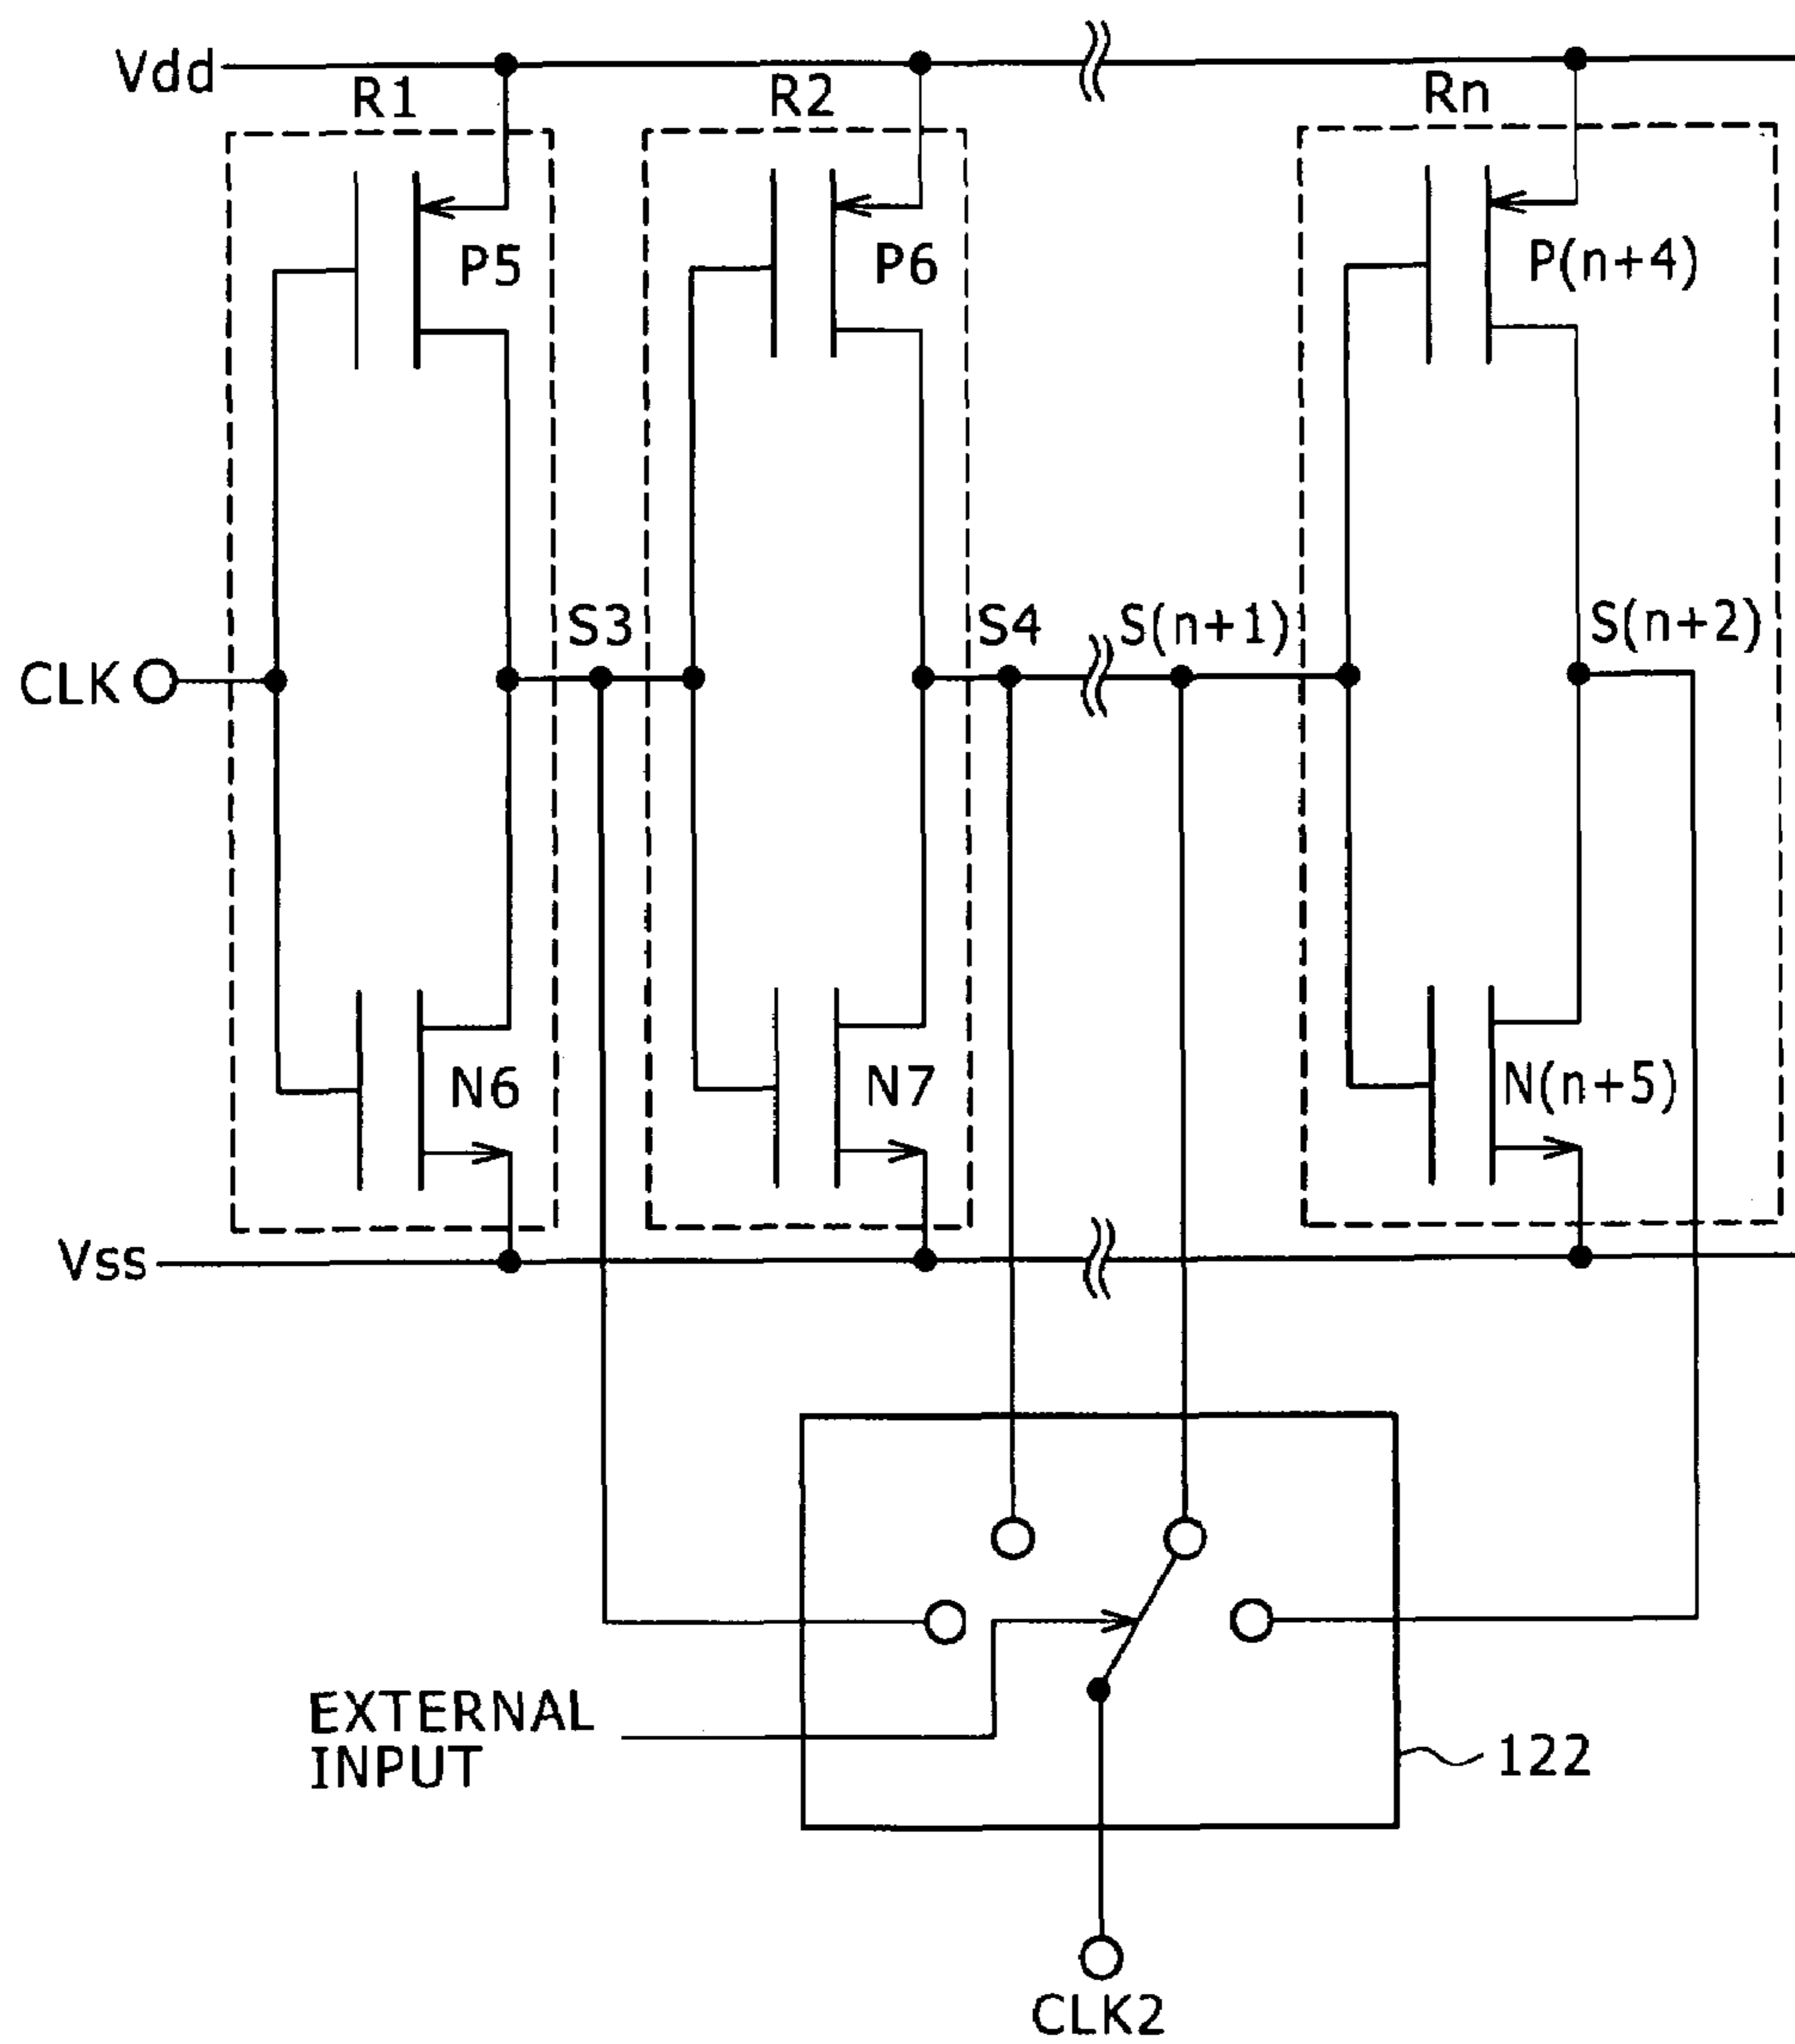 Vdd
R1
R2
Rn
P5
P6
P(n+4)
S3
S4
S(n+1)
S(n+2)
CLK
N6
N7
N(n+5)
Vss
EXTERNAL
INPUT
122
CLK2